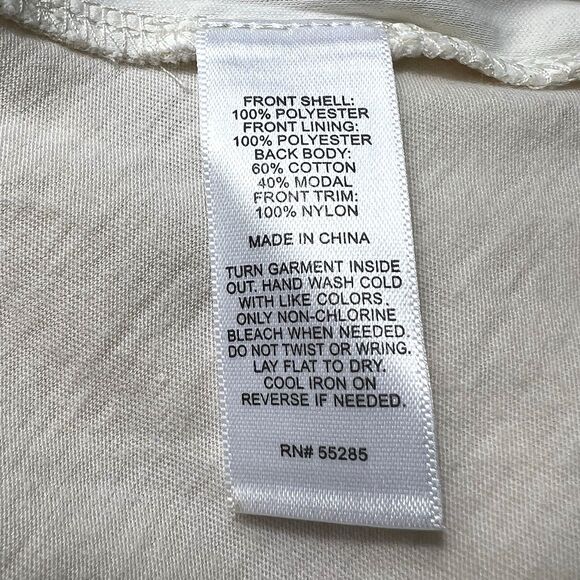 FRONT SHELL:
100% POLYESTER
FRONT LINING:
100% POLYESTER
BACK BODY:
60% COTTON
40% MODAL
FRONT TRIM:
100% NYLON
MADE IN CHINA
TURN GARMENT INSIDE
OUT. HAND WASH COLD
WITH LIKE COLORS.
ONLY NON-CHLORINE
BLEACH WHEN NEEDED.
DO NOT TWIST OR WRING.
LAY FLAT TO DRY.
COOL IRON ON
REVERSE IF NEEDED.
RN# 55285